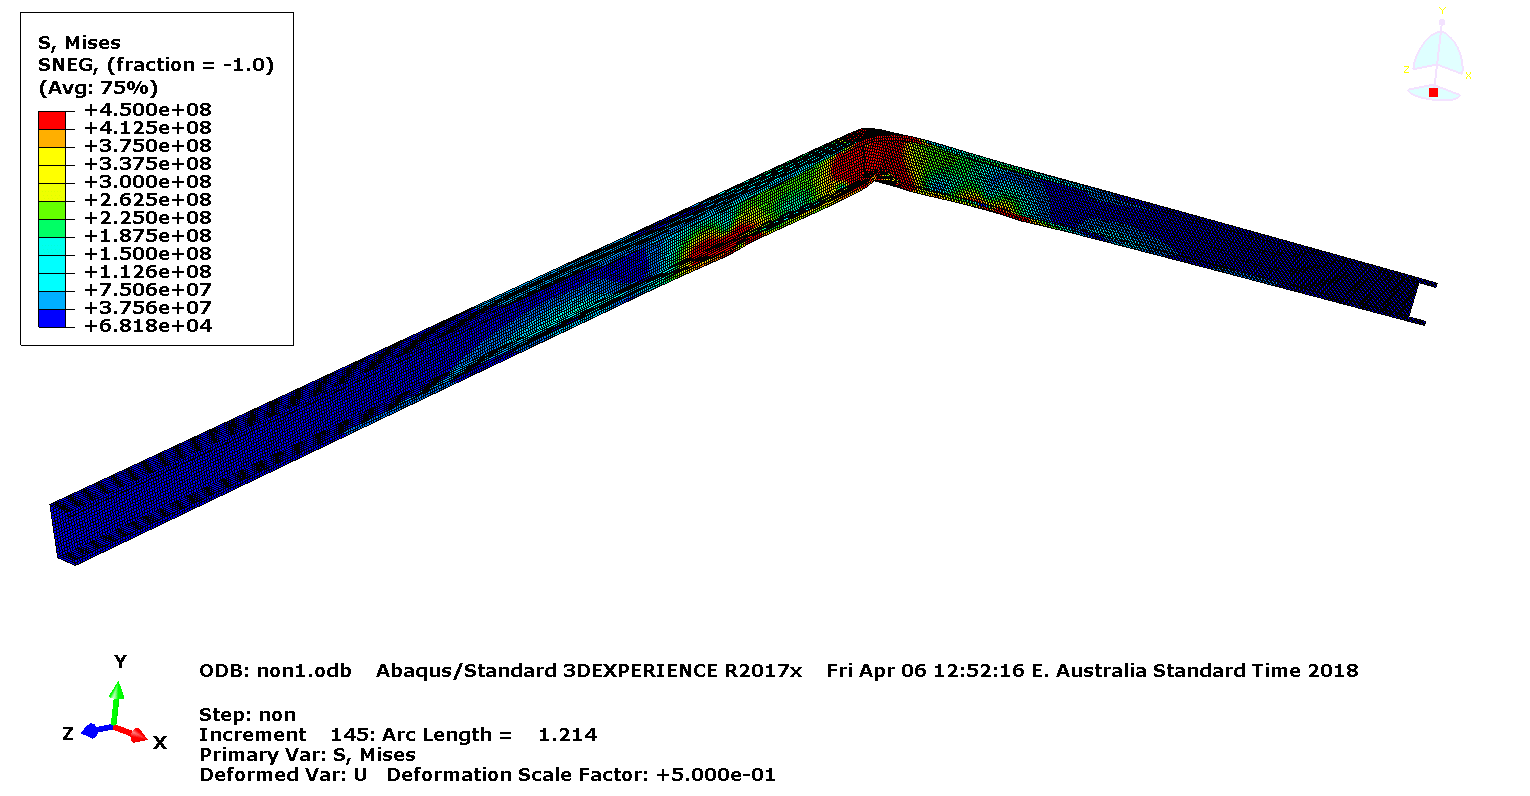 S, Mises
SNEG, (fraction = -1.0)
(Avg: 75%)
+4.500e+08
+4.125e+08
+3.750e+08
+3.375e+08
+3.000e+08
+2.625e+08
+2.250e+08
+1.875e+08
+1.500e+08
+1.126e+08
+7.506e+07
+3.756e+07
+6.818e+04
Y
Z
X
Y
Z
X
ODB: non1.odb    Abaqus/Standard 3DEXPERIENCE R2017x    Fri Apr 06 12:52:16 E. Australia Standard Time 2018
Step: non
Increment    145: Arc Length =    1.214
Primary Var: S, Mises
Deformed Var: U   Deformation Scale Factor: +5.000e-01